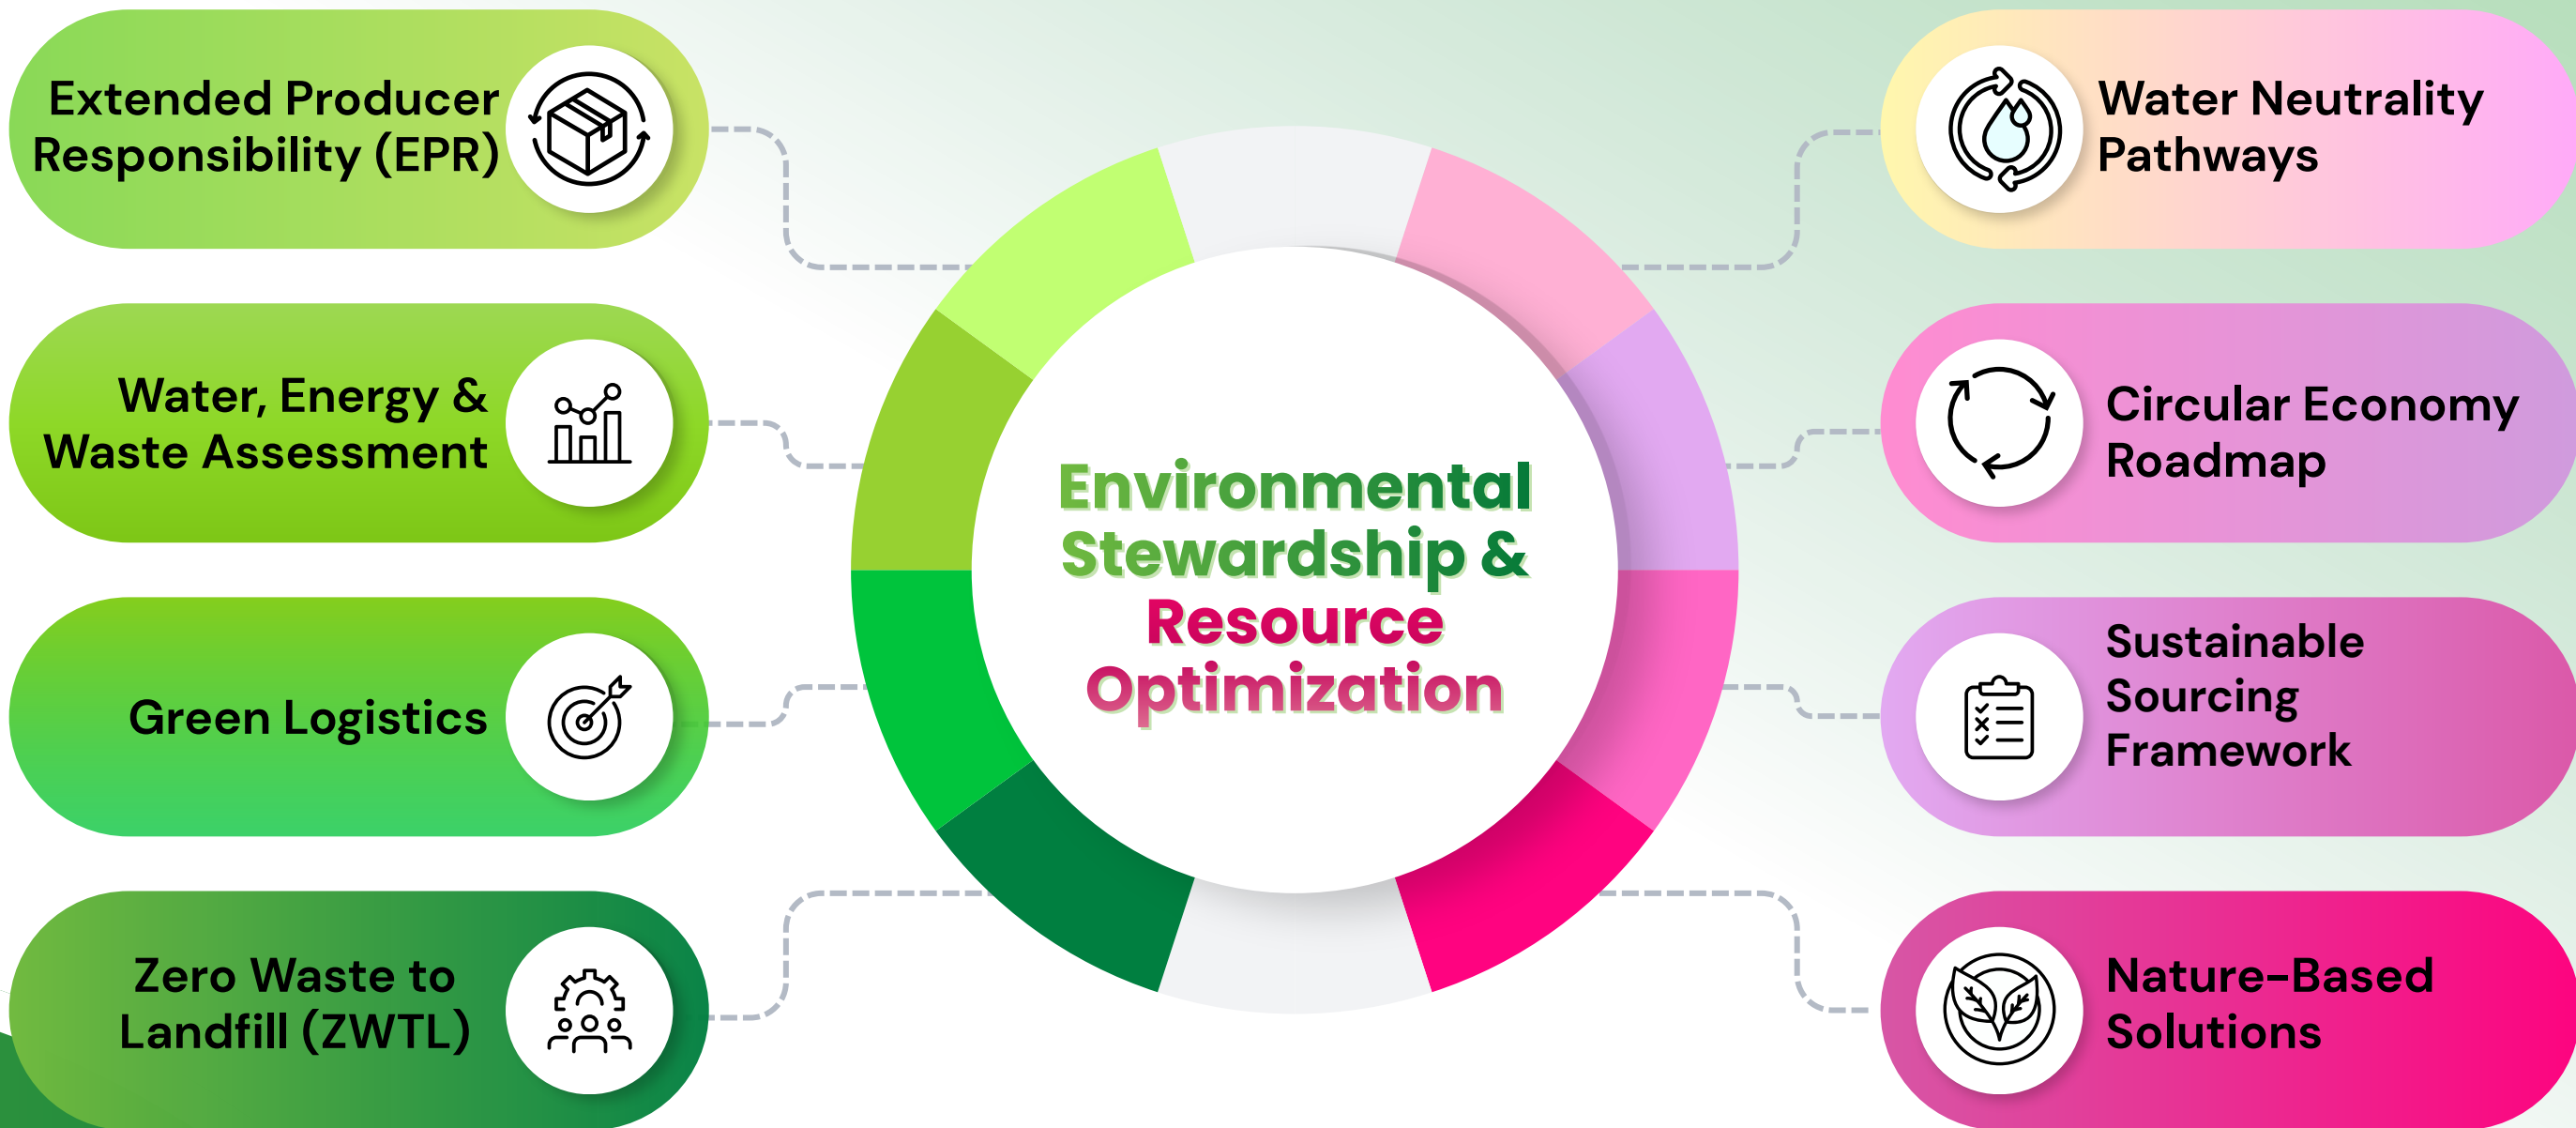 Extended Producer
Responsibility (EPR)
Water, Energy &
Waste Assessment
Green Logistics
Zero Waste to
Landfill (ZWTL)
Environmental
Stewardship &
Resource
Optimization
Water Neutrality
Pathways
Circular Economy
Roadmap
Sustainable
Sourcing
Framework
Nature-Based
Solutions